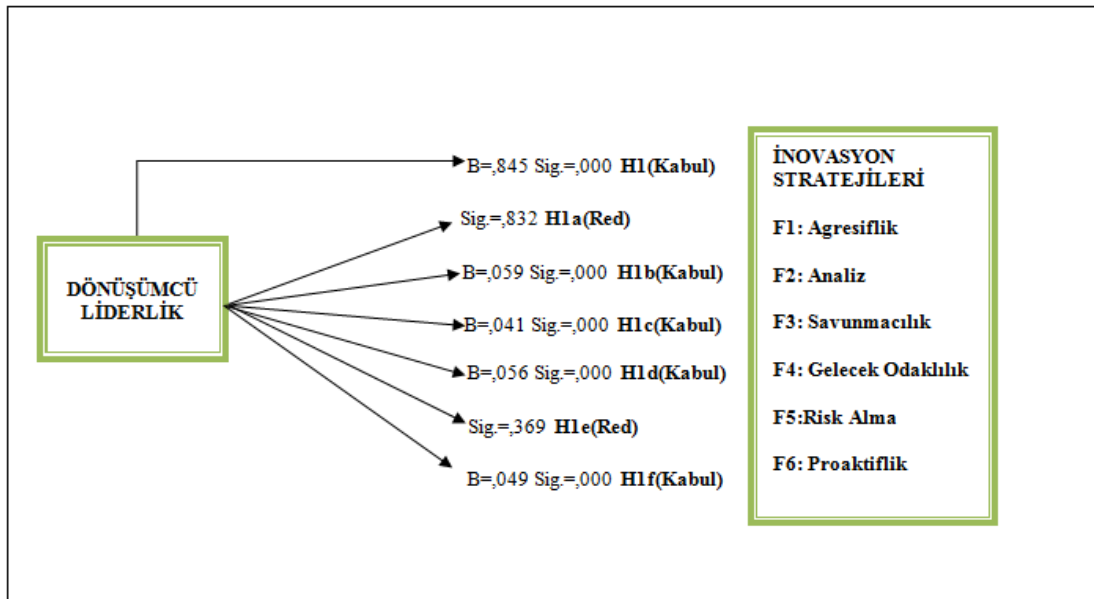 DÖNÜŞÜMCÜ
LİDERLİK
B=,845 Sig.=,000 H1(Kabul)
Sig.=,832 H1a(Red)
B=,059 Sig.=,000 H1b(Kabul)
B=,041 Sig.=,000 H1c(Kabul)
B=,056 Sig.=,000 H1d(Kabul)
Sig.=,369 H1e(Red)
B=,049 Sig.=,000 H1f(Kabul)
İNOVASYON
STRATEJİLERİ
F1: Agresiflik
F2: Analiz
F3: Savunmacılık
F4: Gelecek Odaklılık
F5:Risk Alma
F6: Proaktiflik